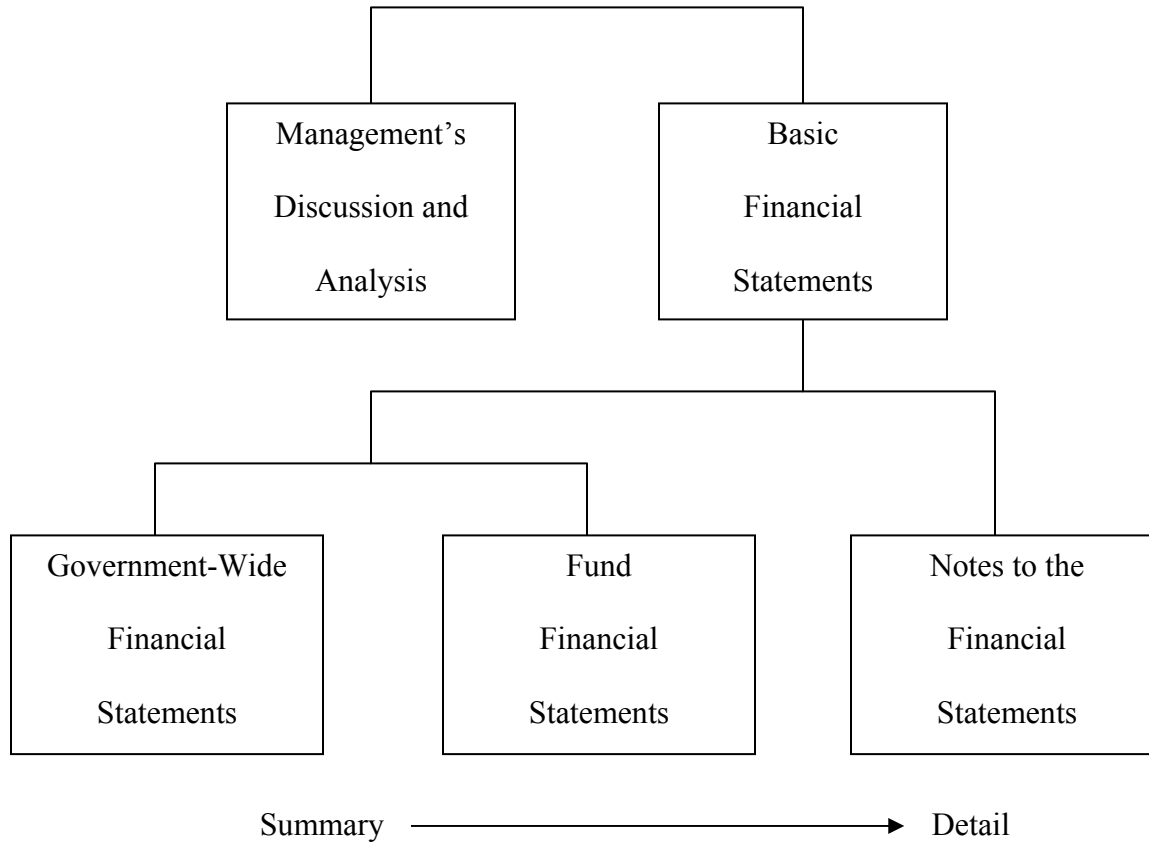 Management’s
Discussion and
Analysis
Basic
Financial
Statements
Government-Wide
Financial
Statements
Fund
Financial
Statements
Notes to the
Financial
Statements
Summary
Detail